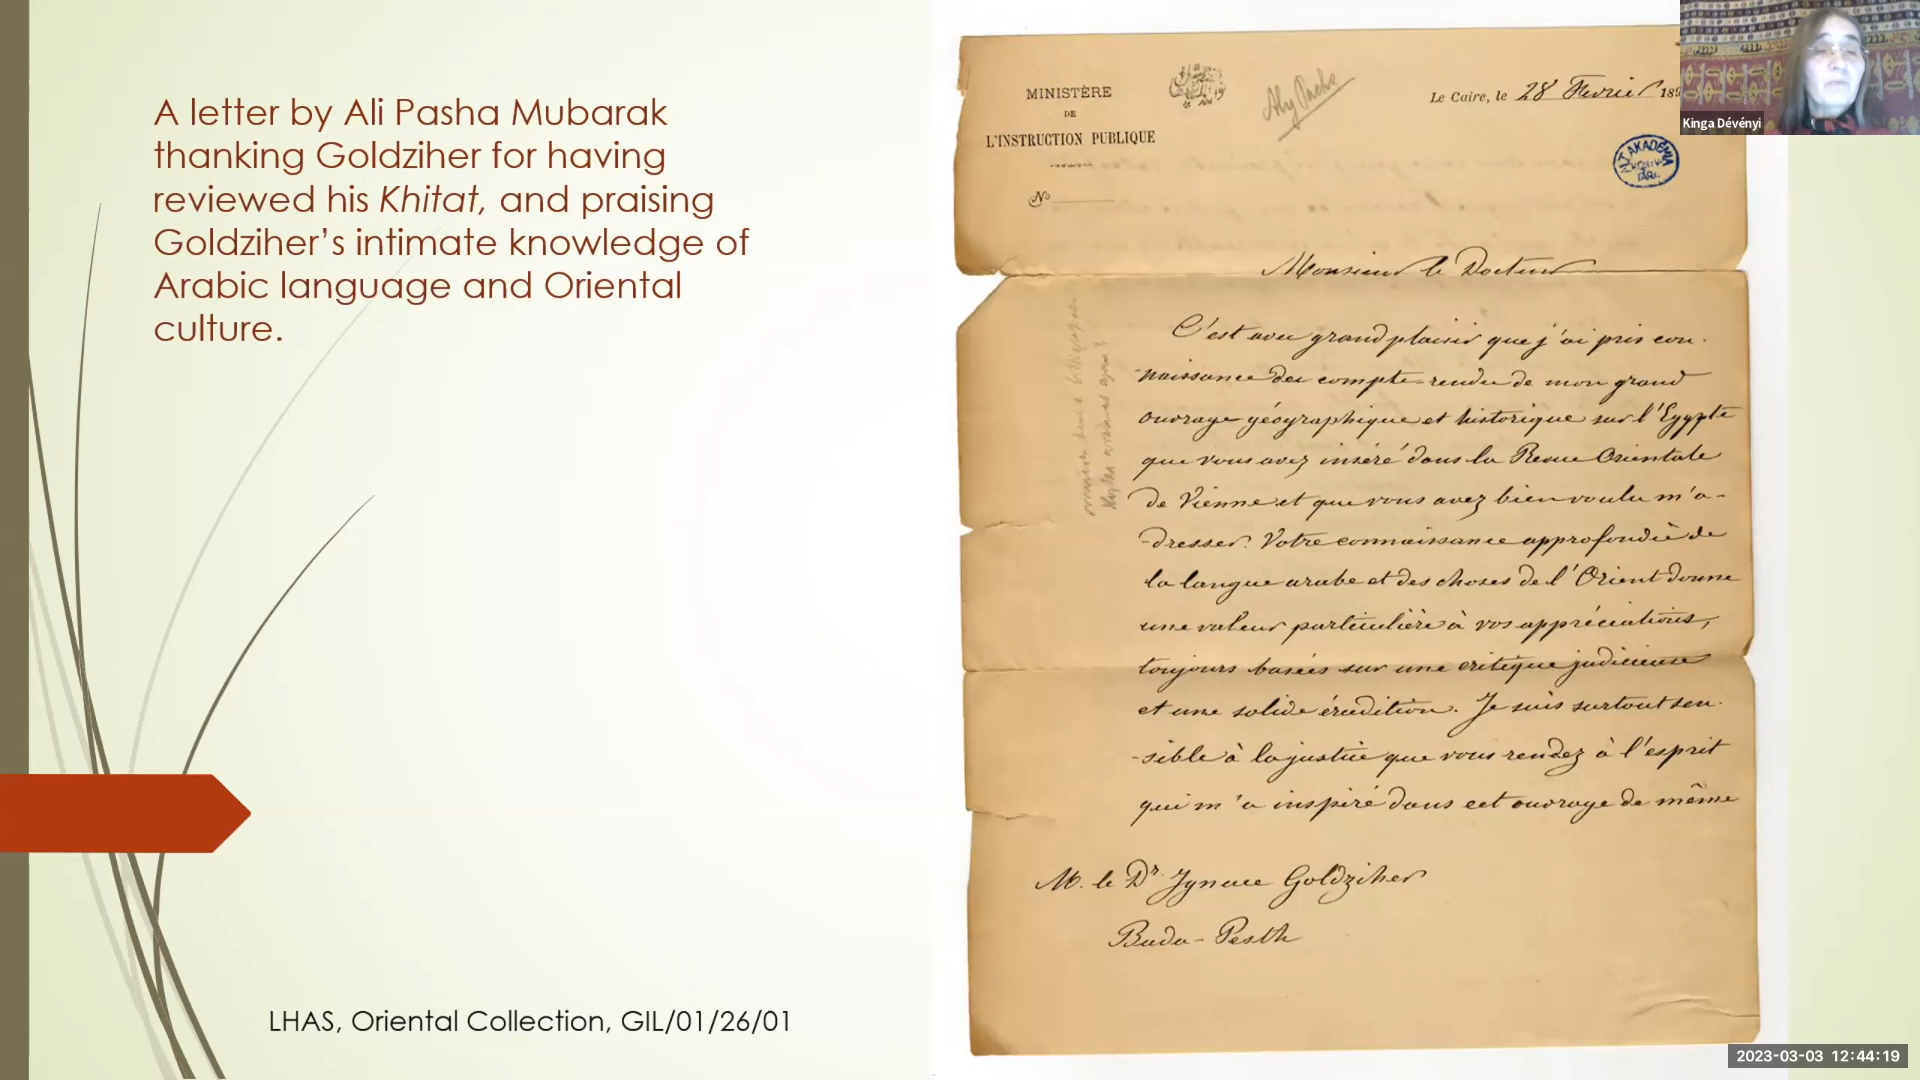 A letter by Ali Pasha Mubarak
thanking Goldziher for having
reviewed his Khitat, and praising
Goldziher’s intimate knowledge of
Arabic language and Oriental
culture.
LHAS, Oriental Collection, GIL/01/26/01
MINISTÈRE
DE
L'INSTRUCTION PUBLIQUE
Nº
Aly Pacha
Le Caire, le 28 Février 189
M.T. AKADÉMIA
Monsieur le Docteur
C'est avec grand plaisir que j'ai pris con-
-naissance du compte-rendu de mon grand
ouvrage géographique et historique sur l'Egypte
que vous avez inséré dans la Revue Orientale
de Vienne et que vous avez bien voulu m'a-
-dresser. Votre connaissance approfondie de
la langue arabe et des choses de l'Orient donne
une valeur particulière à vos appréciations,
toujours basées sur une critique judicieuse
et une solide érudition. Je suis surtout sen-
-sible à la justice que vous rendez à l'esprit
qui m'a inspiré dans cet ouvrage de même
M. le Dr. Ignace Goldziher
Buda-Pesth
Kinga Dévényi
2023-03-03 12:44:19